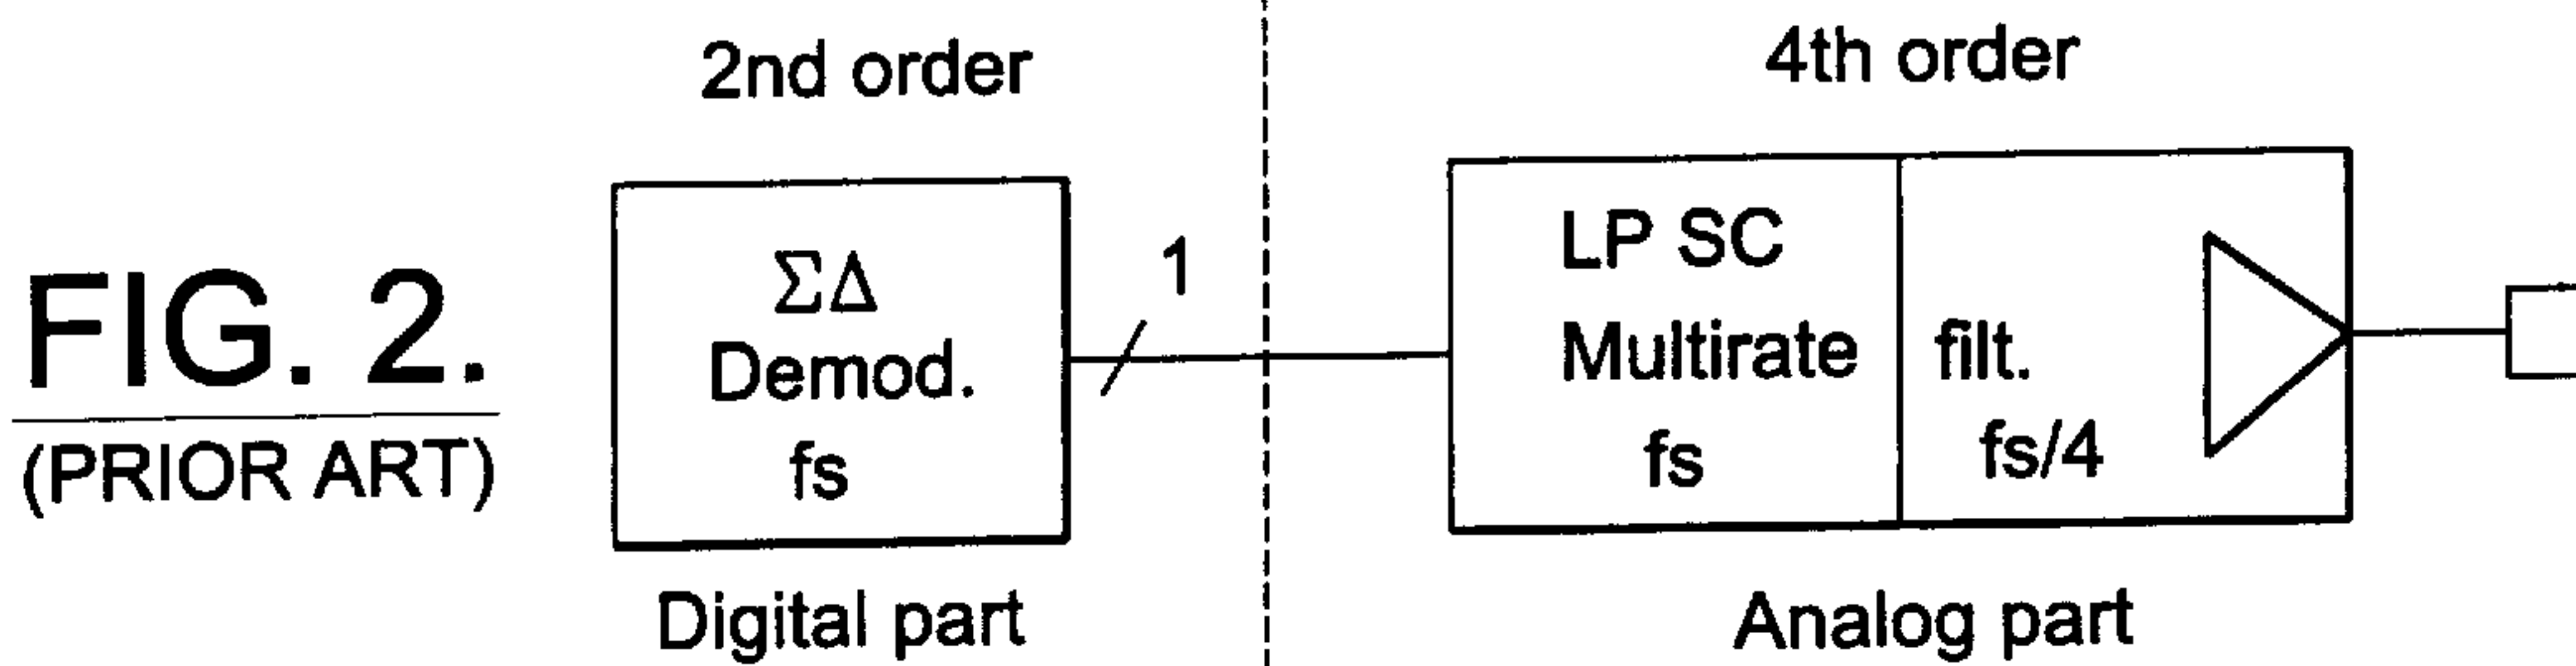 FIG. 2.
(PRIOR ART)
2nd order
ΣΔ
Demod.
fs
Digital part
1
4th order
LP SC
Multirate
fs
filt.
fs/4
Analog part